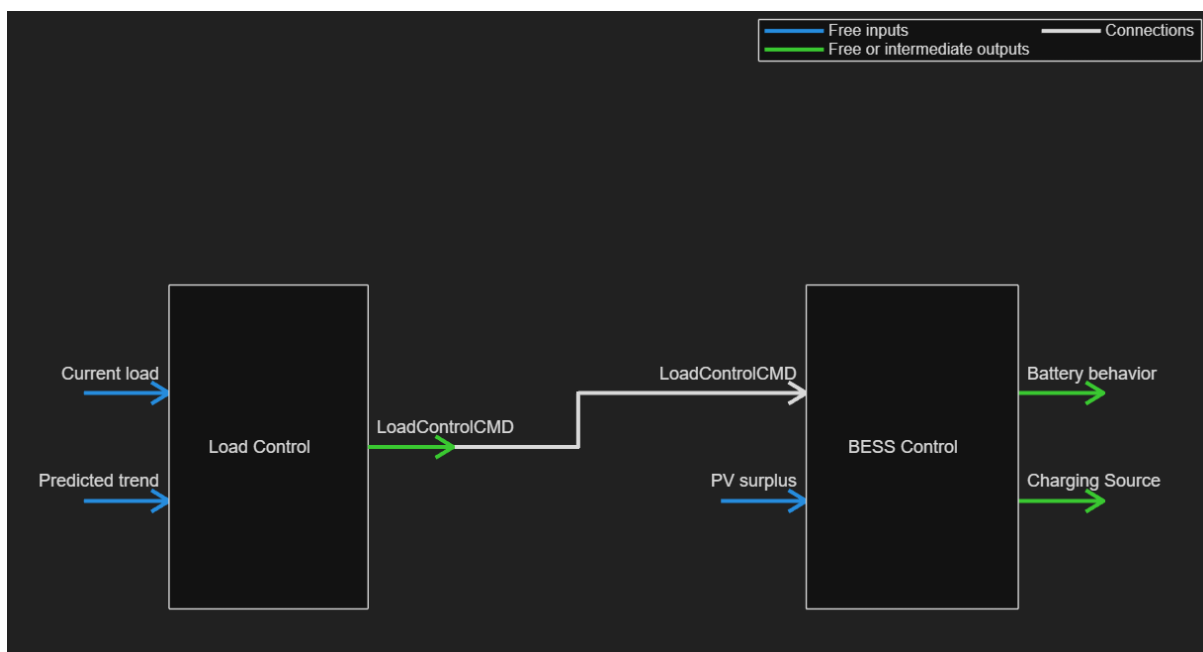 Free inputs
Connections
Free or intermediate outputs
Current load
LoadControlCMD
Battery behavior
LoadControlCMD
Load Control
BESS Control
Predicted trend
PV surplus
Charging Source